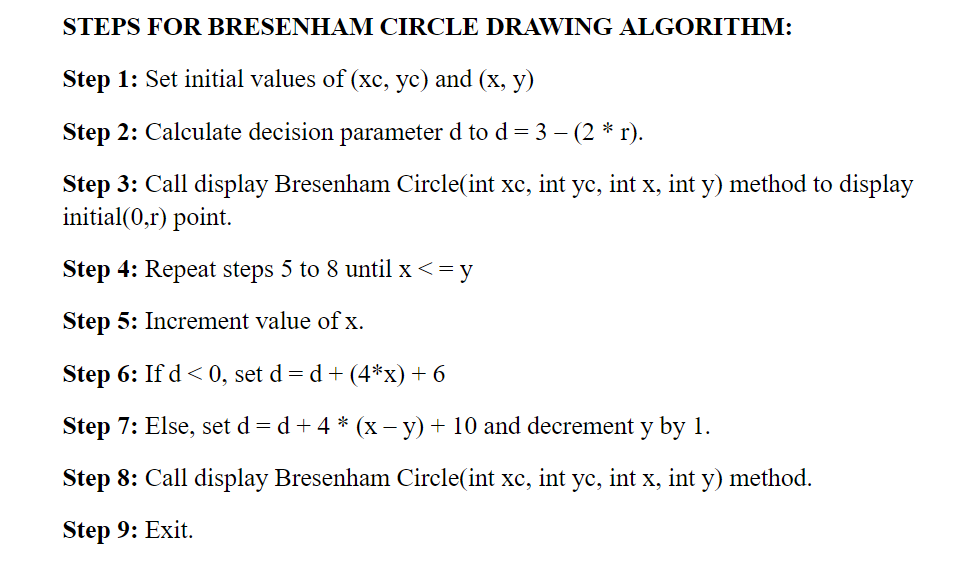 STEPS FOR BRESENHAM CIRCLE DRAWING ALGORITHM:
Step 1: Set initial values of (xc, yc) and (x, y)
Step 2: Calculate decision parameter d to d = 3 – (2 * r).
Step 3: Call display Bresenham Circle(int xc, int yc, int x, int y) method to display
initial(0,r) point.
Step 4: Repeat steps 5 to 8 until x < = y
Step 5: Increment value of x.
Step 6: If d < 0, set d = d + (4*x) + 6
Step 7: Else, set d = d + 4 * (x – y) + 10 and decrement y by 1.
Step 8: Call display Bresenham Circle(int xc, int yc, int x, int y) method.
Step 9: Exit.